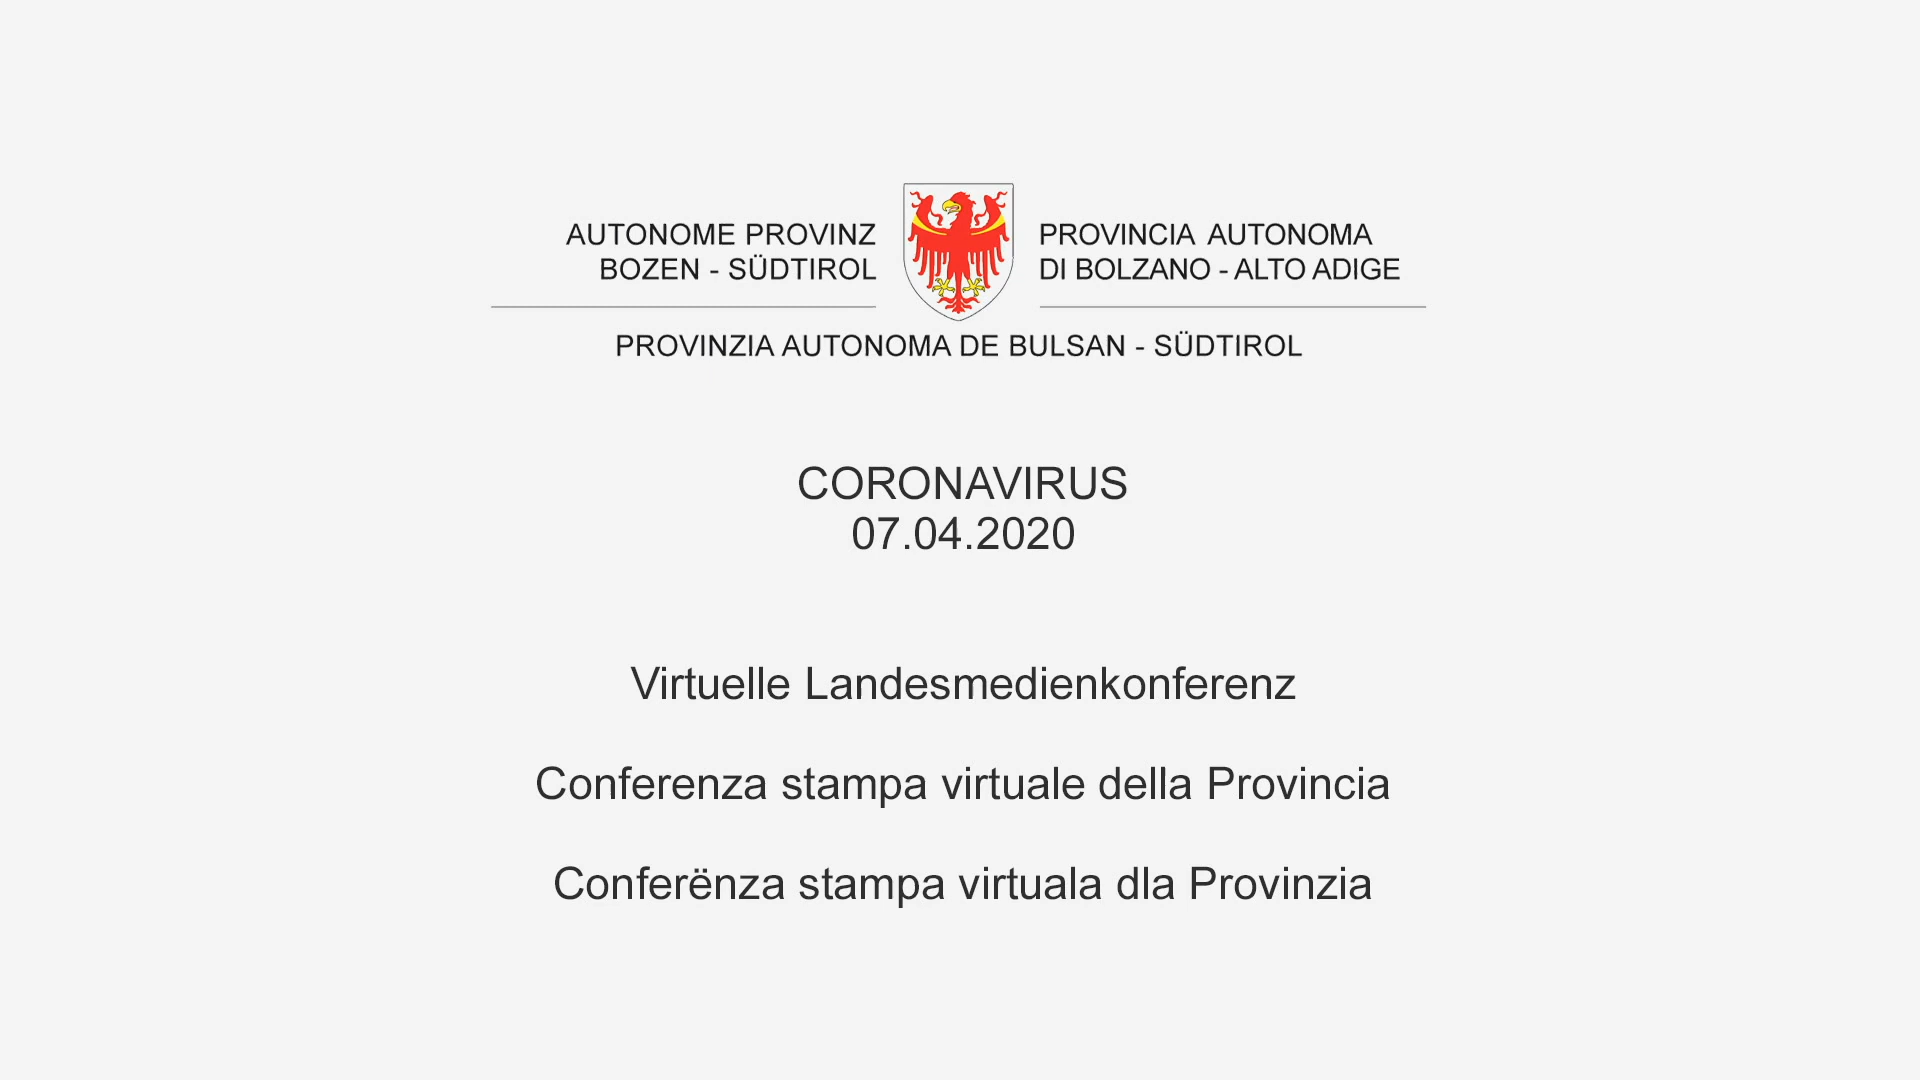 AUTONOME PROVINZ
BOZEN - SÜDTIROL
PROVINCIA AUTONOMA
DI BOLZANO - ALTO ADIGE
PROVINZIA AUTONOMA DE BULSAN - SÜDTIROL
CORONAVIRUS
07.04.2020
Virtuelle Landesmedienkonferenz
Conferenza stampa virtuale della Provincia
Conferënza stampa virtuala dla Provinzia